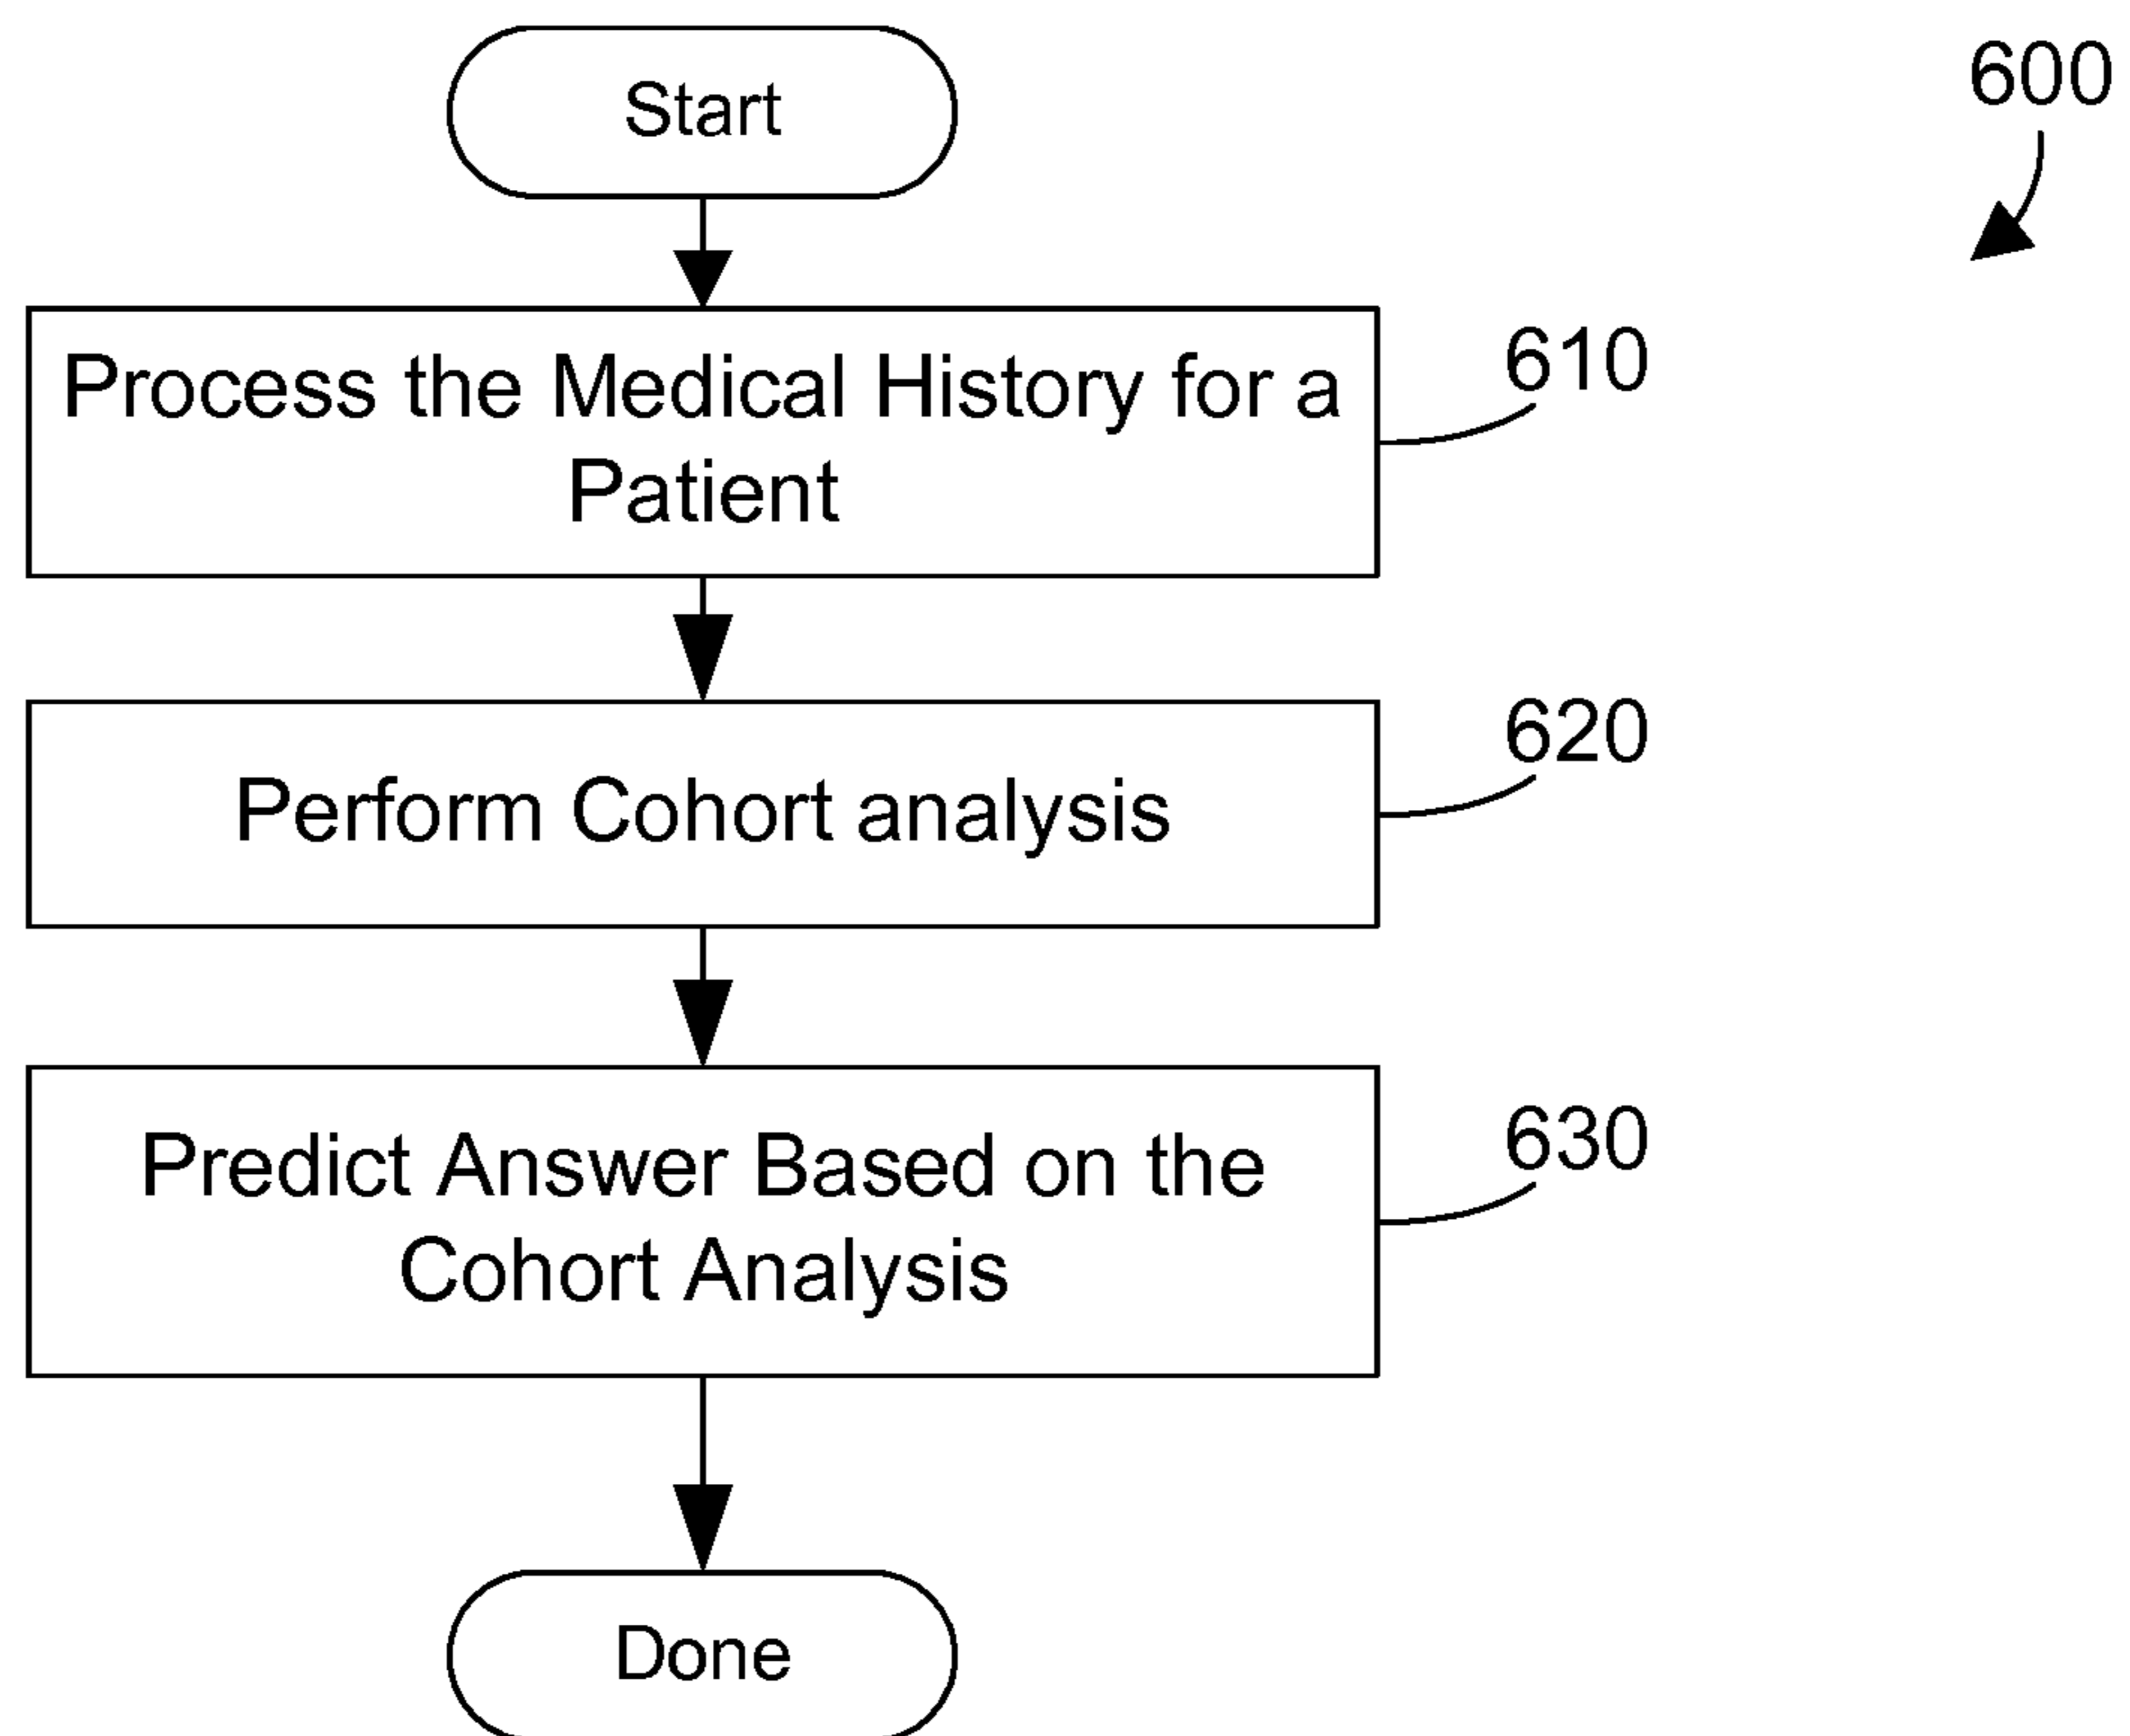 Start
600
Process the Medical History for a
Patient
610
Perform Cohort analysis
620
Predict Answer Based on the
Cohort Analysis
630
Done